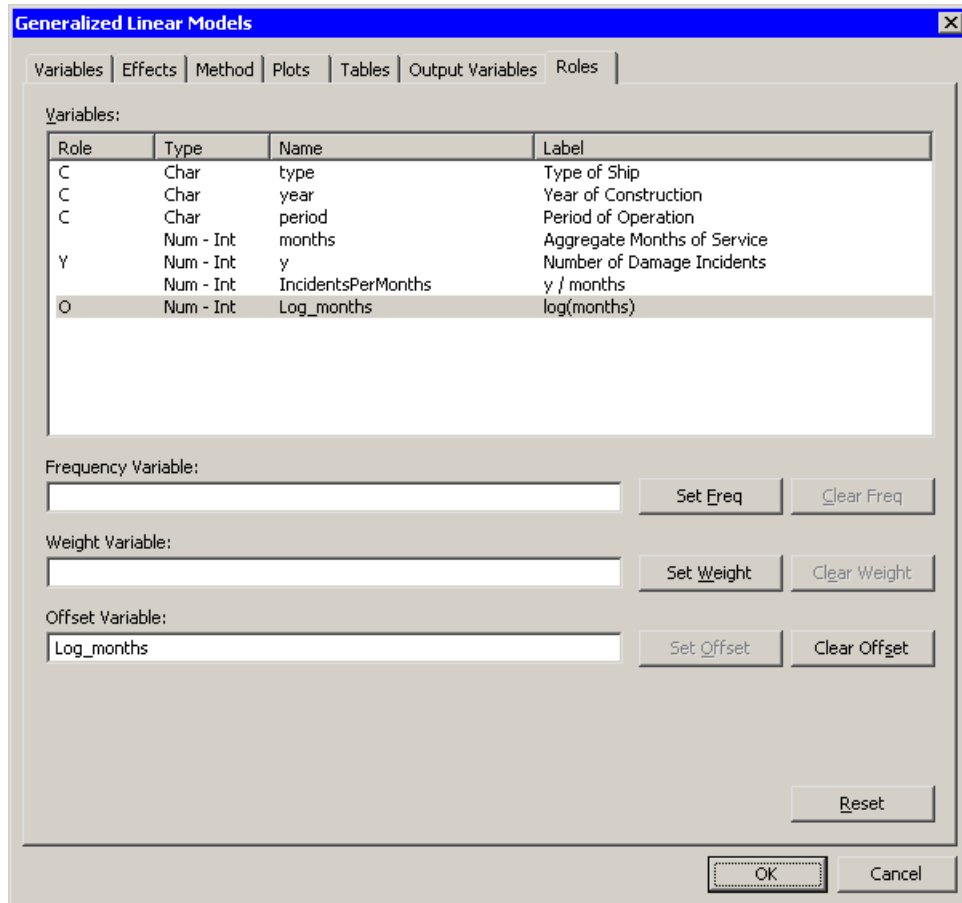 Generalized Linear Models
Variables Effects Method Plots Tables Output Variables Roles
Variables:
Role Type Name Label
C Char type Type of Ship
C Char year Year of Construction
C Char period Period of Operation
Num - Int months Aggregate Months of Service
Y Num - Int y Number of Damage Incidents
Num - Int IncidentsPerMonths y / months
O Num - Int Log_months log(months)
Frequency Variable:
Set Freq Clear Freq
Weight Variable:
Set Weight Clear Weight
Offset Variable:
Log_months Set Offset Clear Offset
Reset
OK Cancel